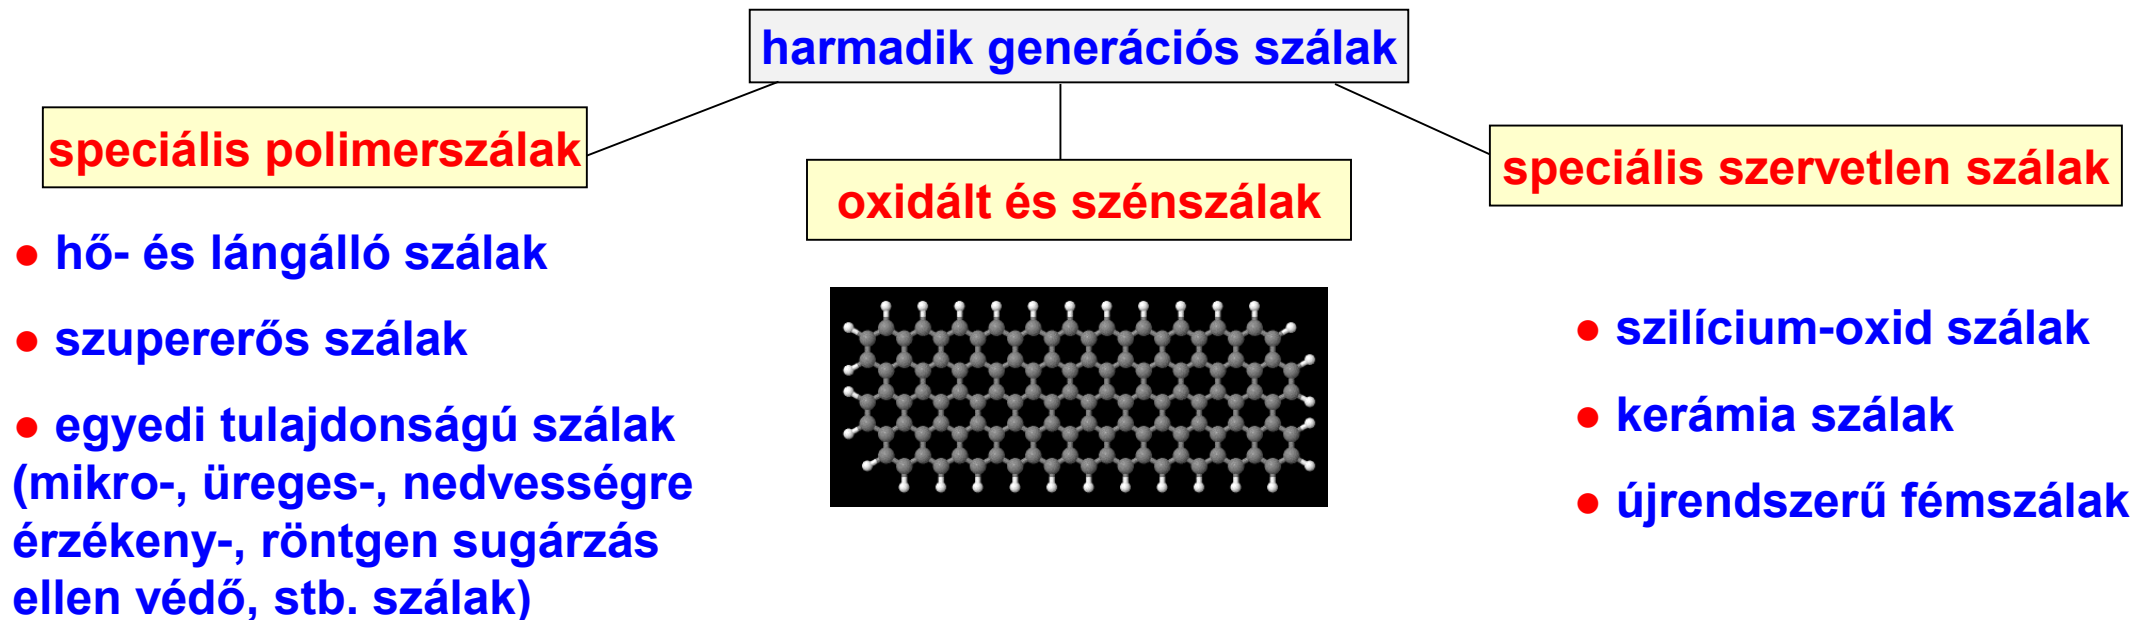 harmadik generációs szálak
speciális polimerszálak
oxidált és szénszálak
speciális szervetlen szálak
● hő- és lángálló szálak
● szupererős szálak
● egyedi tulajdonságú szálak
(mikro-, üreges-, nedvességre
érzékeny-, röntgen sugárzás
ellen védő, stb. szálak)
● szilícium-oxid szálak
● kerámia szálak
● újrendszerű fémszálak